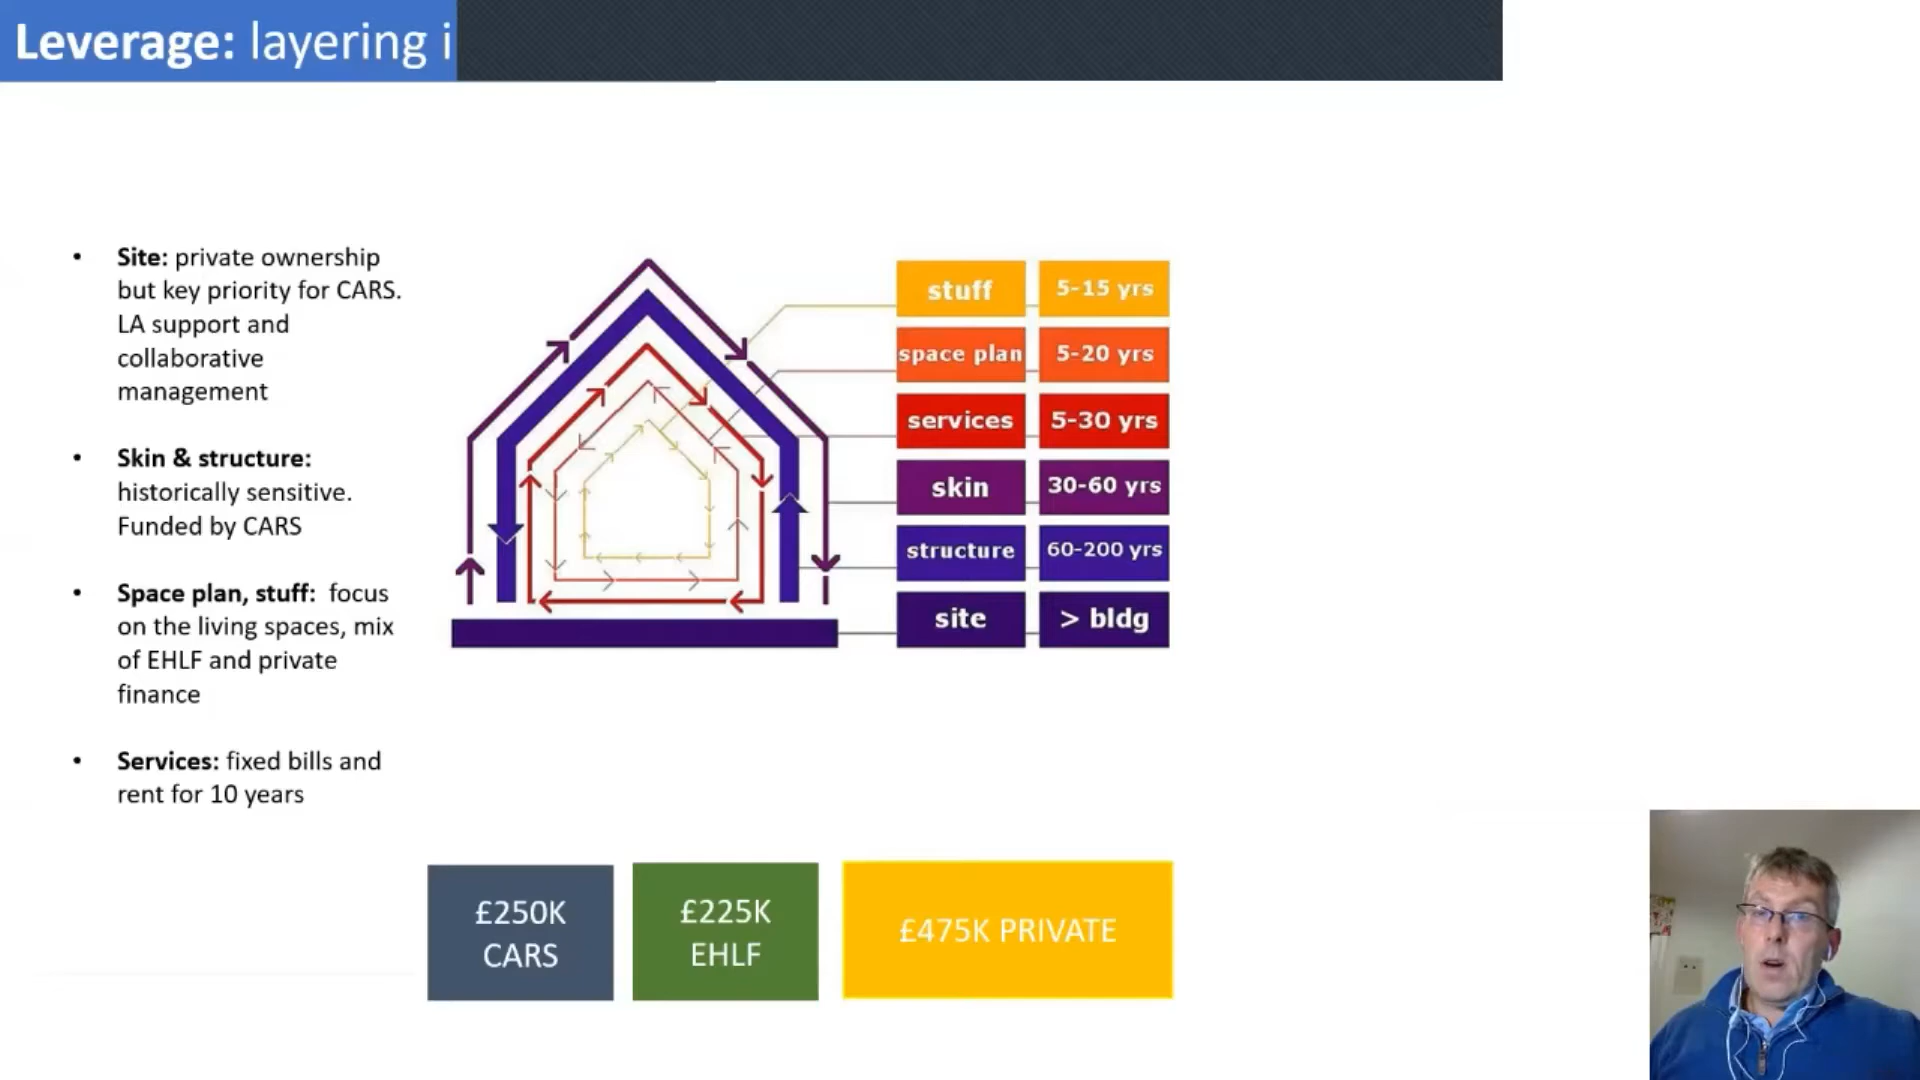 Leverage: layering i
• Site: private ownership
but key priority for CARS.
LA support and
collaborative
management
• Skin & structure:
historically sensitive.
Funded by CARS
• Space plan, stuff: focus
on the living spaces, mix
of EHLF and private
finance
• Services: fixed bills and
rent for 10 years
stuff 5-15 yrs
space plan 5-20 yrs
services 5-30 yrs
skin 30-60 yrs
structure 60-200 yrs
site > bldg
£250K
CARS
£225K
EHLF
£475K PRIVATE